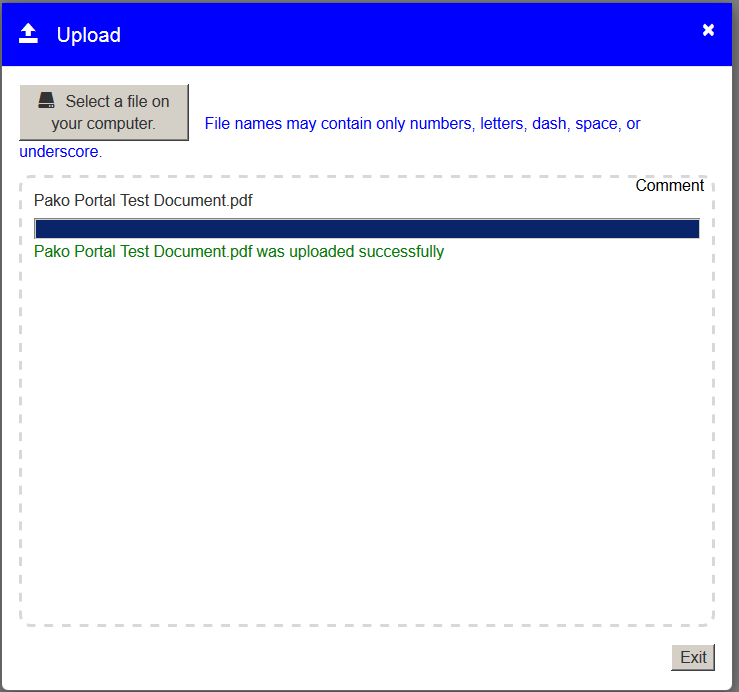 Upload
Select a file on
your computer.
File names may contain only numbers, letters, dash, space, or
underscore.
Comment
Pako Portal Test Document.pdf
Pako Portal Test Document.pdf was uploaded successfully
Exit